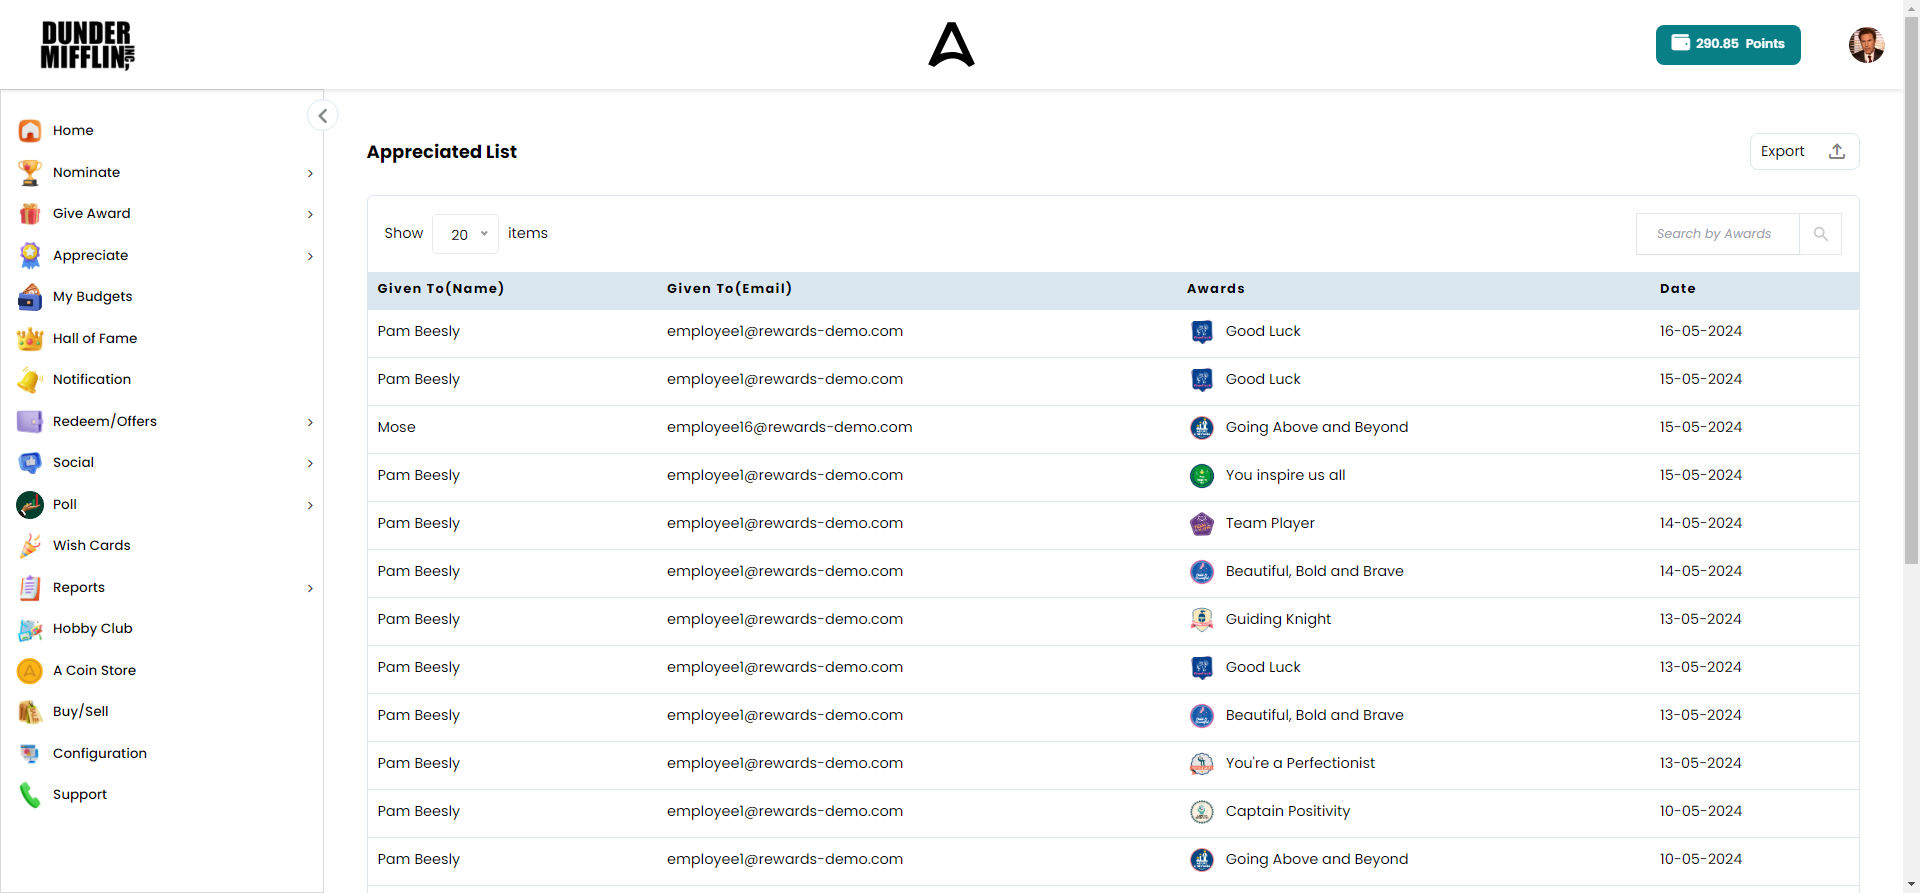 DUNDER
MIFFLIN, INC
290.85 Points
Home
Nominate
Give Award
Appreciate
My Budgets
Hall of Fame
Notification
Redeem/Offers
Social
Poll
Wish Cards
Reports
Hobby Club
A Coin Store
Buy/Sell
Configuration
Support
Appreciated List
Export
Show 20 items
Search by Awards
Given To(Name) Given To(Email) Awards Date
Pam Beesly employee1@rewards-demo.com Good Luck 16-05-2024
Pam Beesly employee1@rewards-demo.com Good Luck 15-05-2024
Mose employee16@rewards-demo.com Going Above and Beyond 15-05-2024
Pam Beesly employee1@rewards-demo.com You inspire us all 15-05-2024
Pam Beesly employee1@rewards-demo.com Team Player 14-05-2024
Pam Beesly employee1@rewards-demo.com Beautiful, Bold and Brave 14-05-2024
Pam Beesly employee1@rewards-demo.com Guiding Knight 13-05-2024
Pam Beesly employee1@rewards-demo.com Good Luck 13-05-2024
Pam Beesly employee1@rewards-demo.com Beautiful, Bold and Brave 13-05-2024
Pam Beesly employee1@rewards-demo.com You're a Perfectionist 13-05-2024
Pam Beesly employee1@rewards-demo.com Captain Positivity 10-05-2024
Pam Beesly employee1@rewards-demo.com Going Above and Beyond 10-05-2024